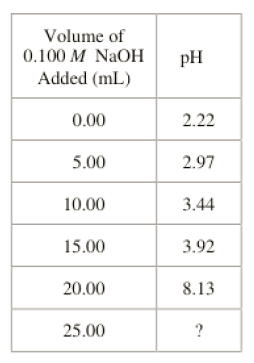 Volume of
0.100 M NaOH
Added (mL)
pH
0.00 2.22
5.00 2.97
10.00 3.44
15.00 3.92
20.00 8.13
25.00 ?